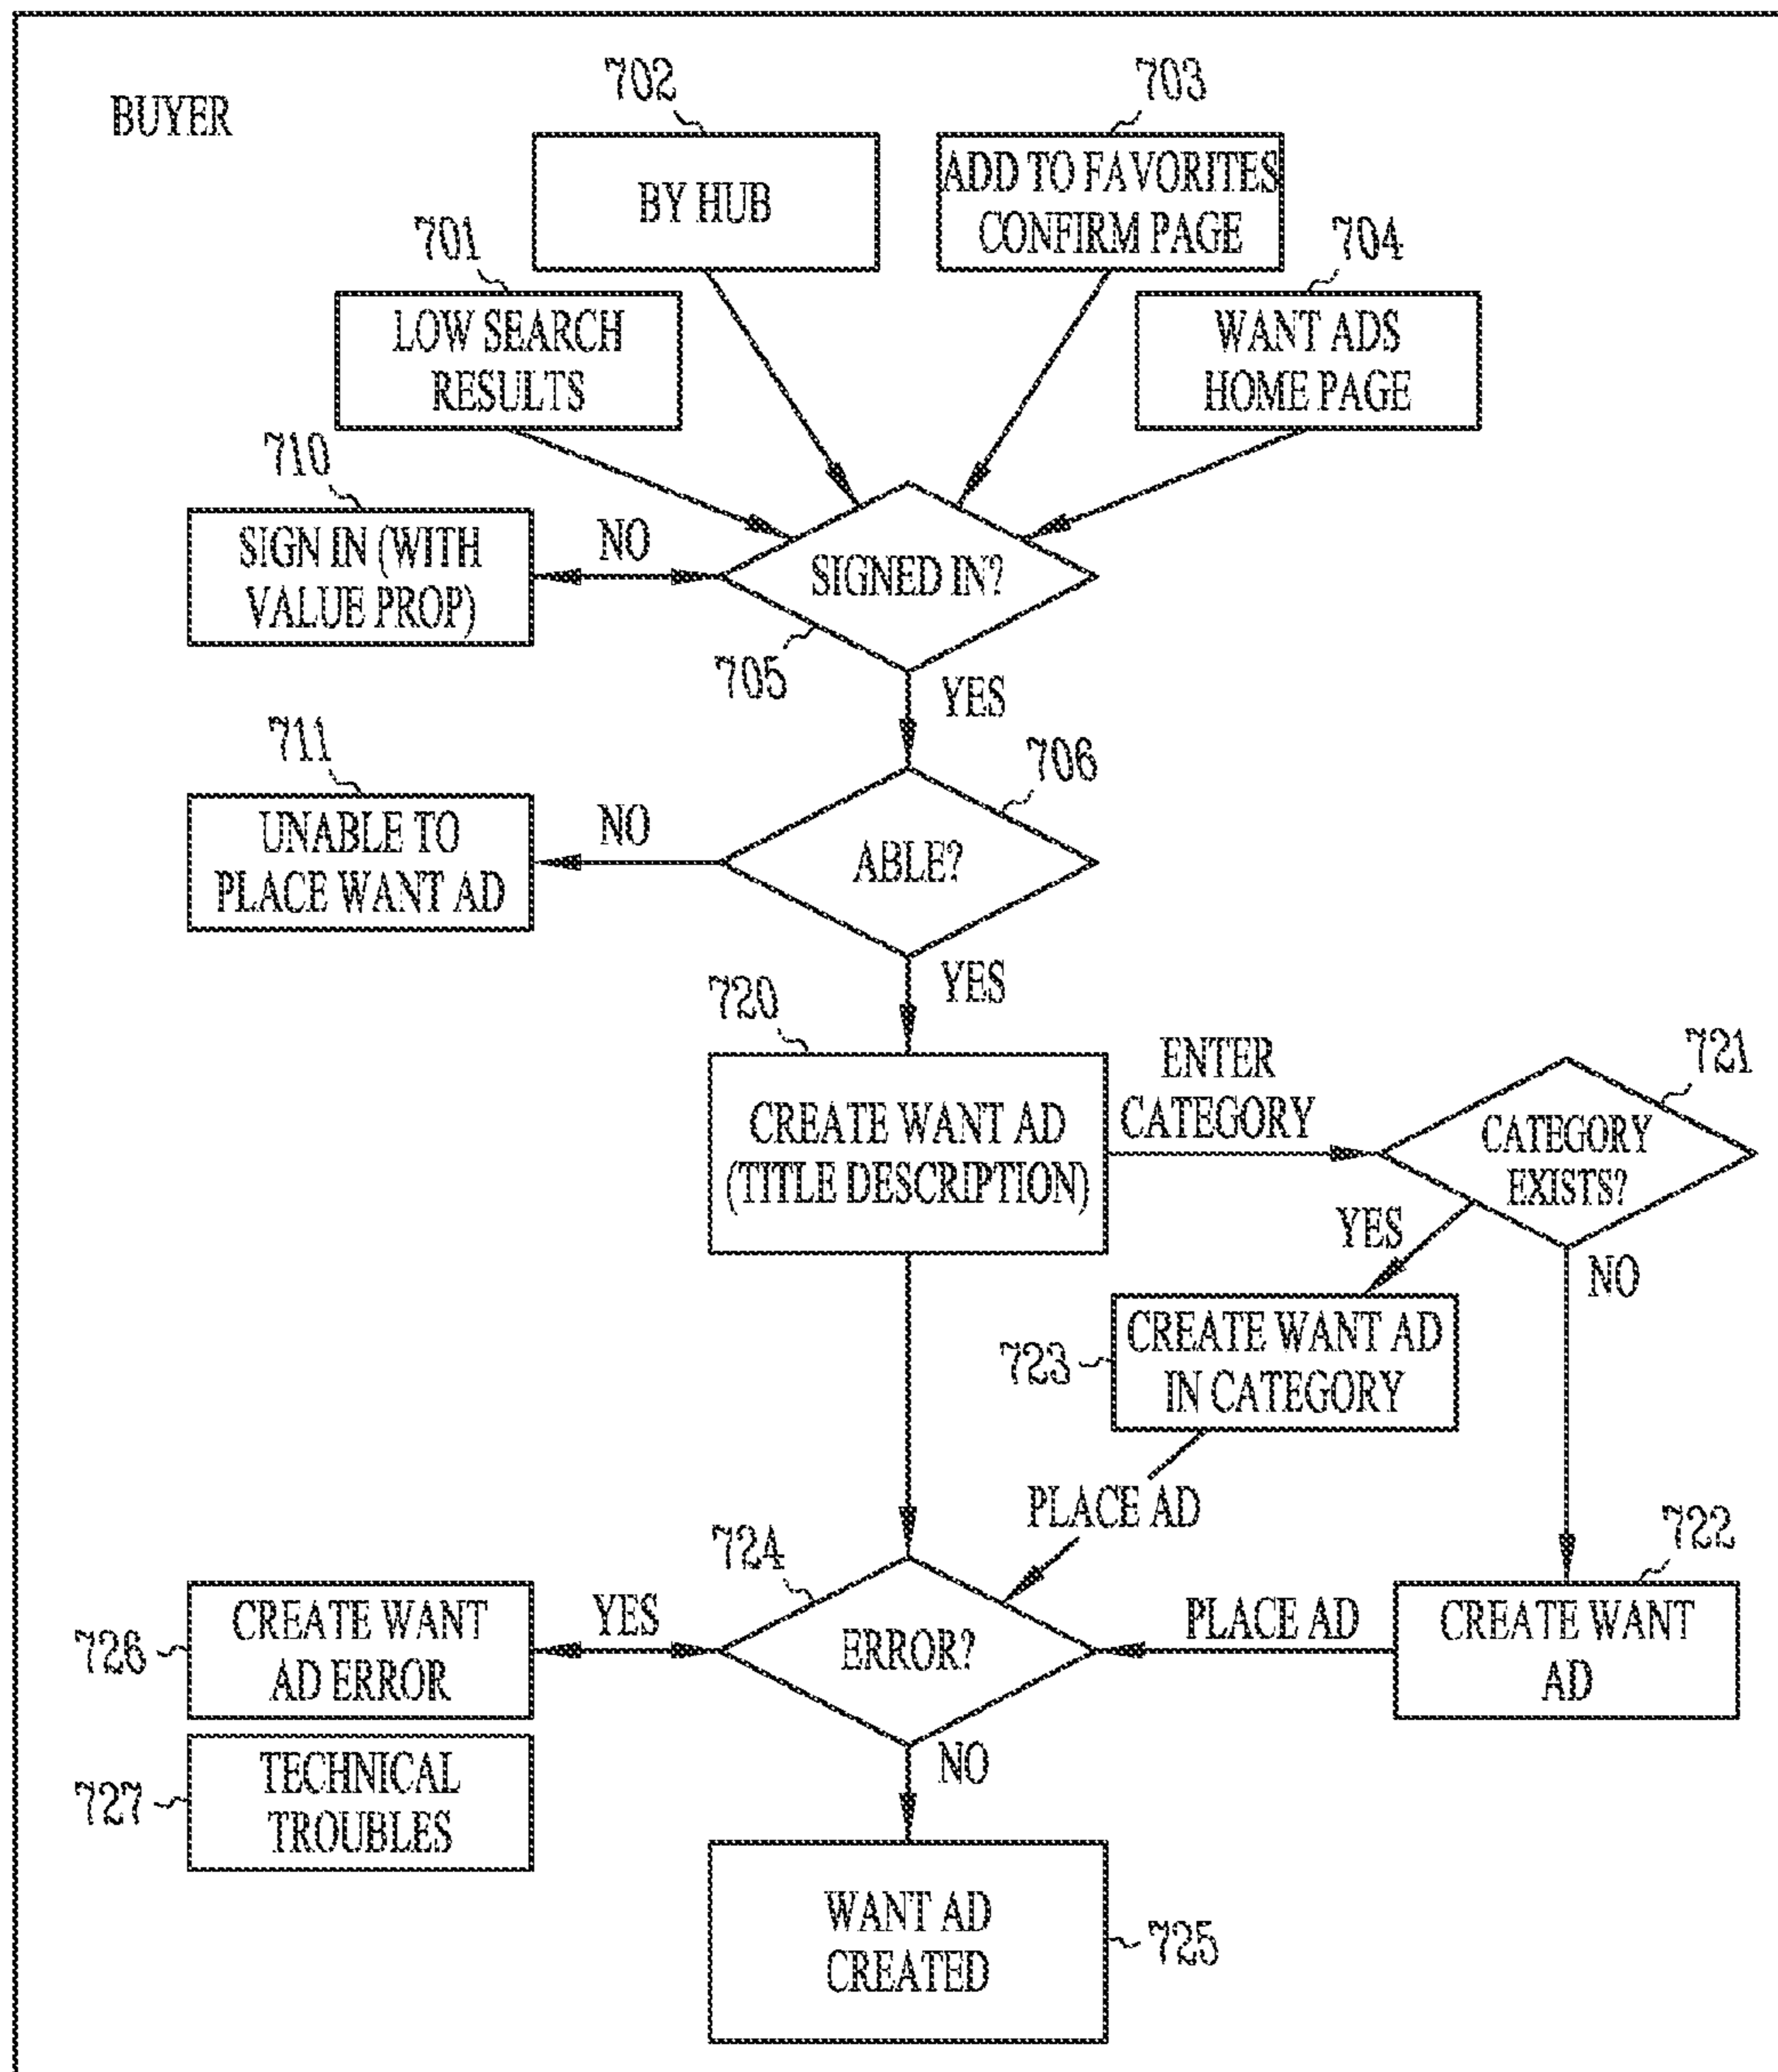 BUYER
702
BY HUB
703
ADD TO FAVORITES
CONFIRM PAGE
701
LOW SEARCH
RESULTS
704
WANT ADS
HOME PAGE
710
SIGN IN (WITH
VALUE PROP)
NO
SIGNED IN?
705
YES
711
UNABLE TO
PLACE WANT AD
NO
706
ABLE?
YES
720
CREATE WANT AD
(TITLE DESCRIPTION)
ENTER
CATEGORY
721
CATEGORY
EXISTS?
YES
NO
723
CREATE WANT AD
IN CATEGORY
PLACE AD
724
ERROR?
722
CREATE WANT
AD
PLACE AD
YES
726
CREATE WANT
AD ERROR
727
TECHNICAL
TROUBLES
NO
WANT AD
CREATED
725